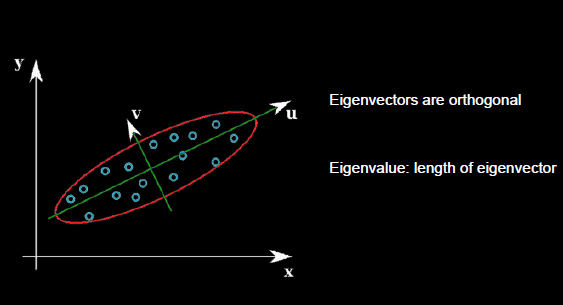 y
v
u
x
Eigenvectors are orthogonal
Eigenvalue: length of eigenvector